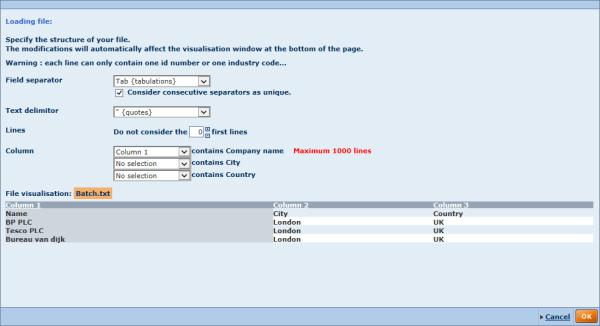 Loading file:
Specify the structure of your file.
The modifications will automatically affect the visualisation window at the bottom of the page.
Warning : each line can only contain one id number or one industry code...
Field separator Tab {tabulations}
Consider consecutive separators as unique.
Text delimitor " {quotes}
Lines Do not consider the 0 first lines
Column Column 1 contains Company name Maximum 1000 lines
No selection contains City
No selection contains Country
File visualisation: Batch.txt
Column 1 Column 2 Column 3
Name City Country
BP PLC London UK
Tesco PLC London UK
Bureau van dijk London UK
Cancel OK